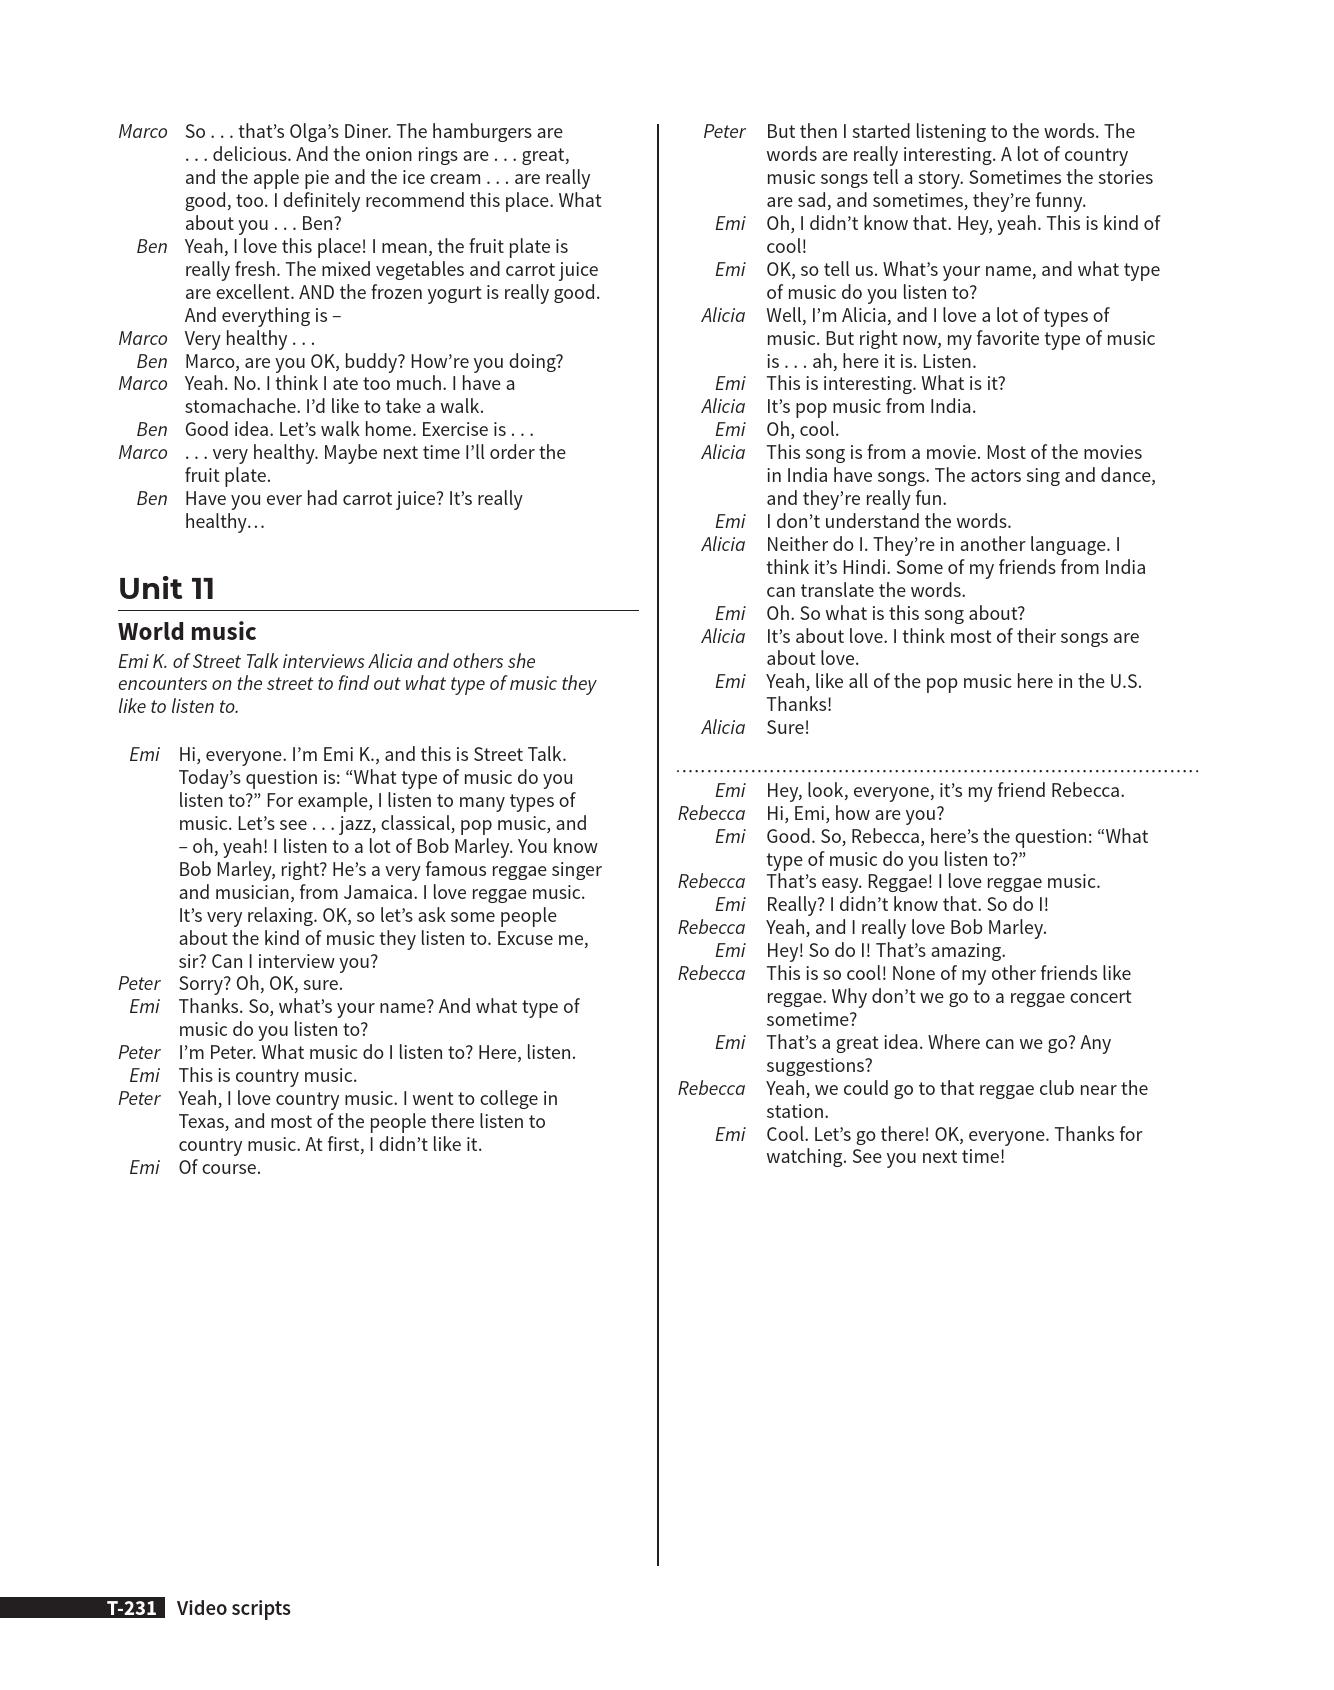 Marco So . . . that’s Olga’s Diner. The hamburgers are
. . . delicious. And the onion rings are . . . great,
and the apple pie and the ice cream . . . are really
good, too. I definitely recommend this place. What
about you . . . Ben?
Ben Yeah, I love this place! I mean, the fruit plate is
really fresh. The mixed vegetables and carrot juice
are excellent. AND the frozen yogurt is really good.
And everything is –
Marco Very healthy . . .
Ben Marco, are you OK, buddy? How’re you doing?
Marco Yeah. No. I think I ate too much. I have a
stomachache. I’d like to take a walk.
Ben Good idea. Let’s walk home. Exercise is . . .
Marco . . . very healthy. Maybe next time I’ll order the
fruit plate.
Ben Have you ever had carrot juice? It’s really
healthy…
Unit 11
World music
Emi K. of Street Talk interviews Alicia and others she
encounters on the street to find out what type of music they
like to listen to.
Emi Hi, everyone. I’m Emi K., and this is Street Talk.
Today’s question is: “What type of music do you
listen to?” For example, I listen to many types of
music. Let’s see . . . jazz, classical, pop music, and
– oh, yeah! I listen to a lot of Bob Marley. You know
Bob Marley, right? He’s a very famous reggae singer
and musician, from Jamaica. I love reggae music.
It’s very relaxing. OK, so let’s ask some people
about the kind of music they listen to. Excuse me,
sir? Can I interview you?
Peter Sorry? Oh, OK, sure.
Emi Thanks. So, what’s your name? And what type of
music do you listen to?
Peter I’m Peter. What music do I listen to? Here, listen.
Emi This is country music.
Peter Yeah, I love country music. I went to college in
Texas, and most of the people there listen to
country music. At first, I didn’t like it.
Emi Of course.
Peter But then I started listening to the words. The
words are really interesting. A lot of country
music songs tell a story. Sometimes the stories
are sad, and sometimes, they’re funny.
Emi Oh, I didn’t know that. Hey, yeah. This is kind of
cool!
Emi OK, so tell us. What’s your name, and what type
of music do you listen to?
Alicia Well, I’m Alicia, and I love a lot of types of
music. But right now, my favorite type of music
is . . . ah, here it is. Listen.
Emi This is interesting. What is it?
Alicia It’s pop music from India.
Emi Oh, cool.
Alicia This song is from a movie. Most of the movies
in India have songs. The actors sing and dance,
and they’re really fun.
Emi I don’t understand the words.
Alicia Neither do I. They’re in another language. I
think it’s Hindi. Some of my friends from India
can translate the words.
Emi Oh. So what is this song about?
Alicia It’s about love. I think most of their songs are
about love.
Emi Yeah, like all of the pop music here in the U.S.
Thanks!
Alicia Sure!
Emi Hey, look, everyone, it’s my friend Rebecca.
Rebecca Hi, Emi, how are you?
Emi Good. So, Rebecca, here’s the question: “What
type of music do you listen to?”
Rebecca That’s easy. Reggae! I love reggae music.
Emi Really? I didn’t know that. So do I!
Rebecca Yeah, and I really love Bob Marley.
Emi Hey! So do I! That’s amazing.
Rebecca This is so cool! None of my other friends like
reggae. Why don’t we go to a reggae concert
sometime?
Emi That’s a great idea. Where can we go? Any
suggestions?
Rebecca Yeah, we could go to that reggae club near the
station.
Emi Cool. Let’s go there! OK, everyone. Thanks for
watching. See you next time!
T-231 Video scripts